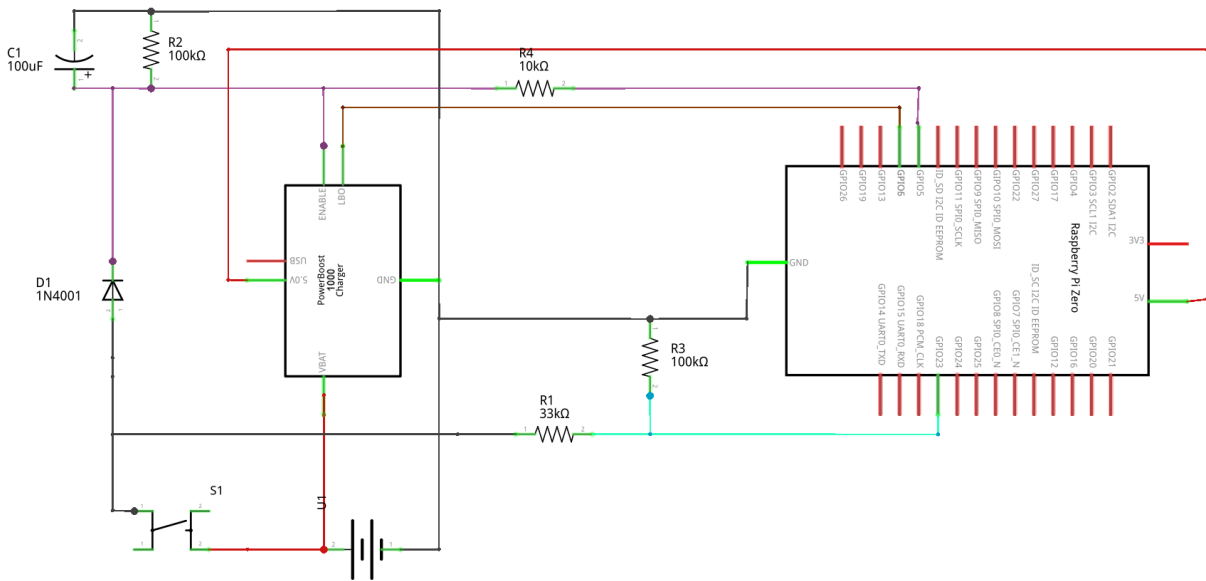 C1
100uF
R2
100kΩ
R4
10kΩ
D1
1N4001
ENABLE
LBO
USB
5.0V
GND
VBAT
PowerBoost
1000
Charger
S1
U1
R1
33kΩ
R3
100kΩ
GND
GPIO26
GPIO19
GPIO13
GPIO6
GPIO5
ID_SD I2C ID EEPROM
GPIO11 SPI0_SCLK
GPIO9 SPI0_MISO
GIPO10 SPI0_MOSI
GPIO22
GPIO27
GPIO17
GPIO4
GPIO3 SCL1 I2C
GPIO2 SDA1 I2C
Raspberry Pi Zero
3V3
5V
GPIO14 UART0_TXD
GPIO15 UART0_RXD
GPIO18 PCM_CLK
GPIO23
GPIO24
GPIO25
GPIO8 SPI0_CE0_N
GPIO7 SPI0_CE1_N
ID_SC I2C ID EEPROM
GPIO12
GPIO16
GPIO20
GPIO21